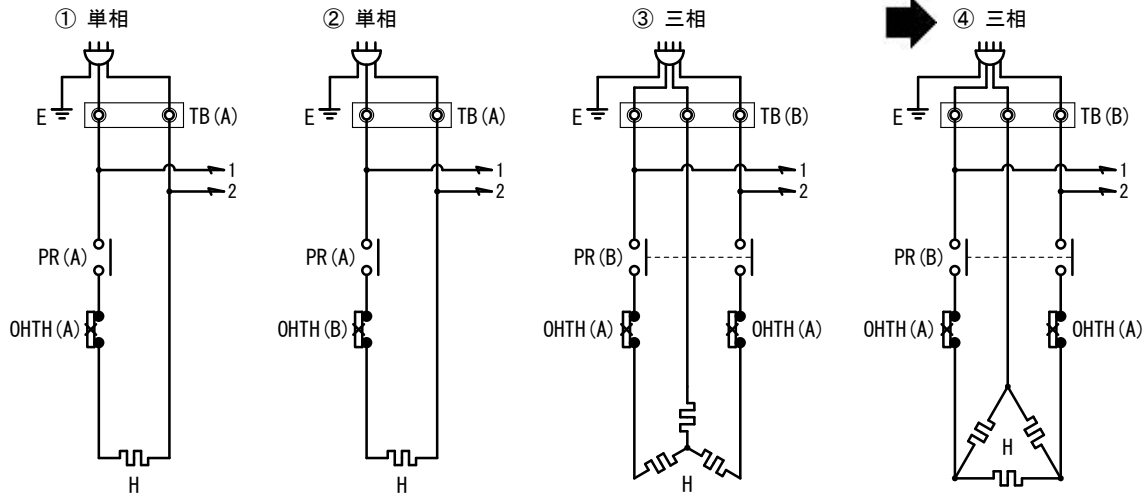 ① 単相
② 単相
③ 三相
④ 三相
E
TB(A)
E
TB(A)
E
TB(B)
E
TB(B)
1
1
1
1
2
2
2
2
PR(A)
PR(A)
PR(B)
PR(B)
OHTH(A)
OHTH(B)
OHTH(A)
OHTH(A)
OHTH(A)
OHTH(A)
H
H
H
H